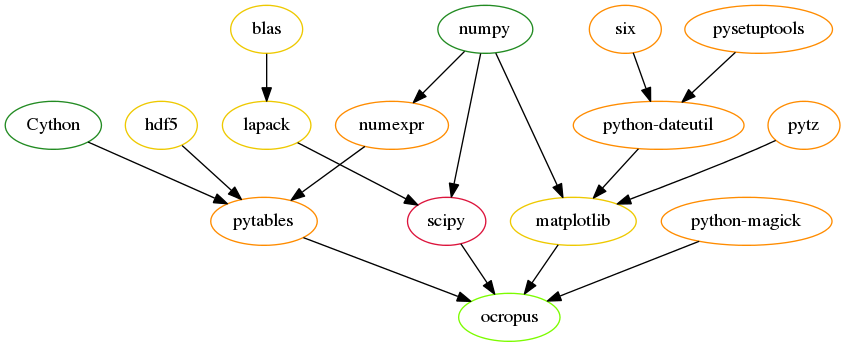 blas
numpy
six
pysetuptools
Cython
hdf5
lapack
numexpr
python-dateutil
pytz
pytables
scipy
matplotlib
python-magick
ocropus